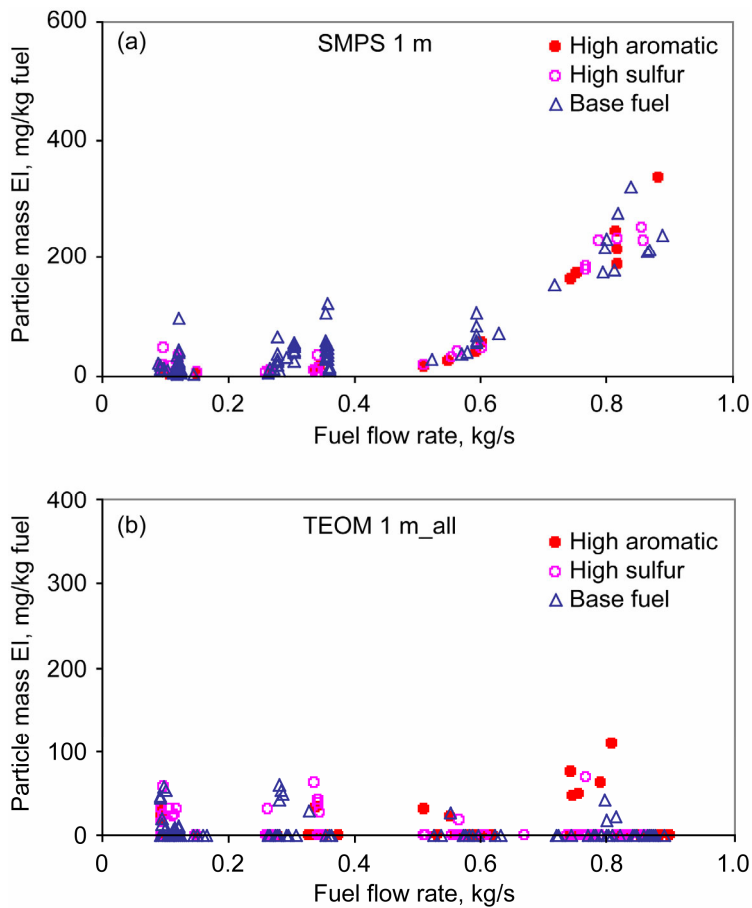 600
(a)
SMPS 1 m
High aromatic
High sulfur
Base fuel
400
200
0
Particle mass EI, mg/kg fuel
0 0.2 0.4 0.6 0.8 1.0
Fuel flow rate, kg/s
400
(b)
TEOM 1 m_all
High aromatic
High sulfur
Base fuel
300
200
100
0
Particle mass EI, mg/kg fuel
0 0.2 0.4 0.6 0.8 1.0
Fuel flow rate, kg/s